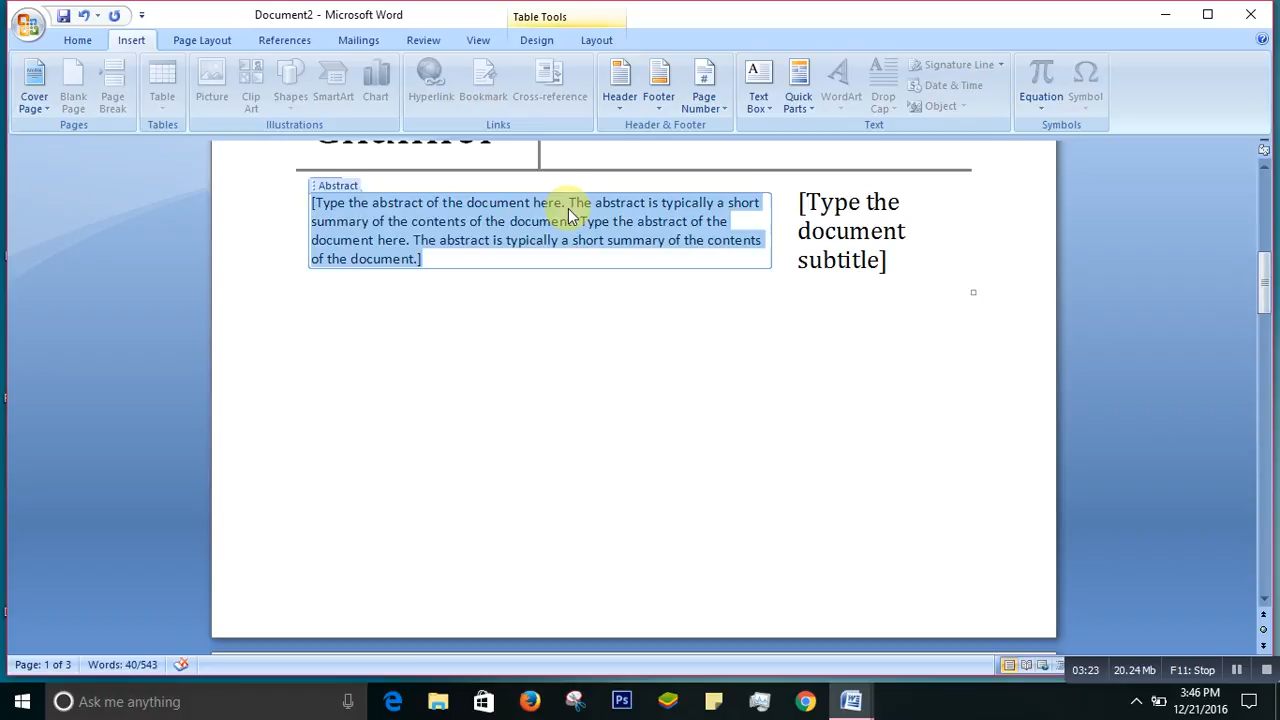 Document2 - Microsoft Word
Table Tools
Home Insert Page Layout References Mailings Review View Design Layout
Cover Page
Blank Page
Page Break
Table
Picture
Clip Art
Shapes
SmartArt
Chart
Hyperlink
Bookmark
Cross-reference
Header
Footer
Page Number
Text Box
Quick Parts
WordArt
Drop Cap
Signature Line
Date & Time
Object
Equation
Symbol
Pages Tables Illustrations Links Header & Footer Text Symbols
Abstract
[Type the abstract of the document here. The abstract is typically a short
summary of the contents of the document. Type the abstract of the
document here. The abstract is typically a short summary of the contents
of the document.]
[Type the
document
subtitle]
Page: 1 of 3 Words: 40/543
03:23 20.24 Mb F11: Stop
Ask me anything
3:46 PM
12/21/2016